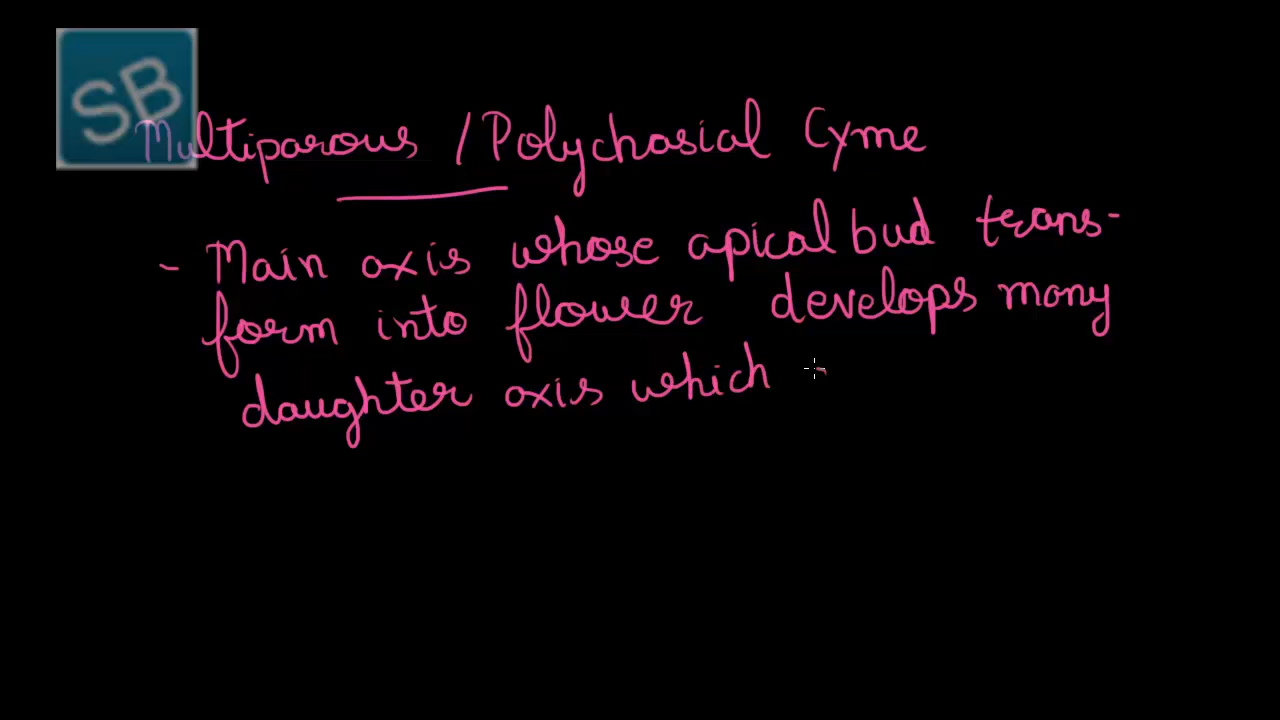 SB
Multiparous / Polychasial Cyme
- Main axis whose apical bud trans-
form into flower develops many
daughter axis which